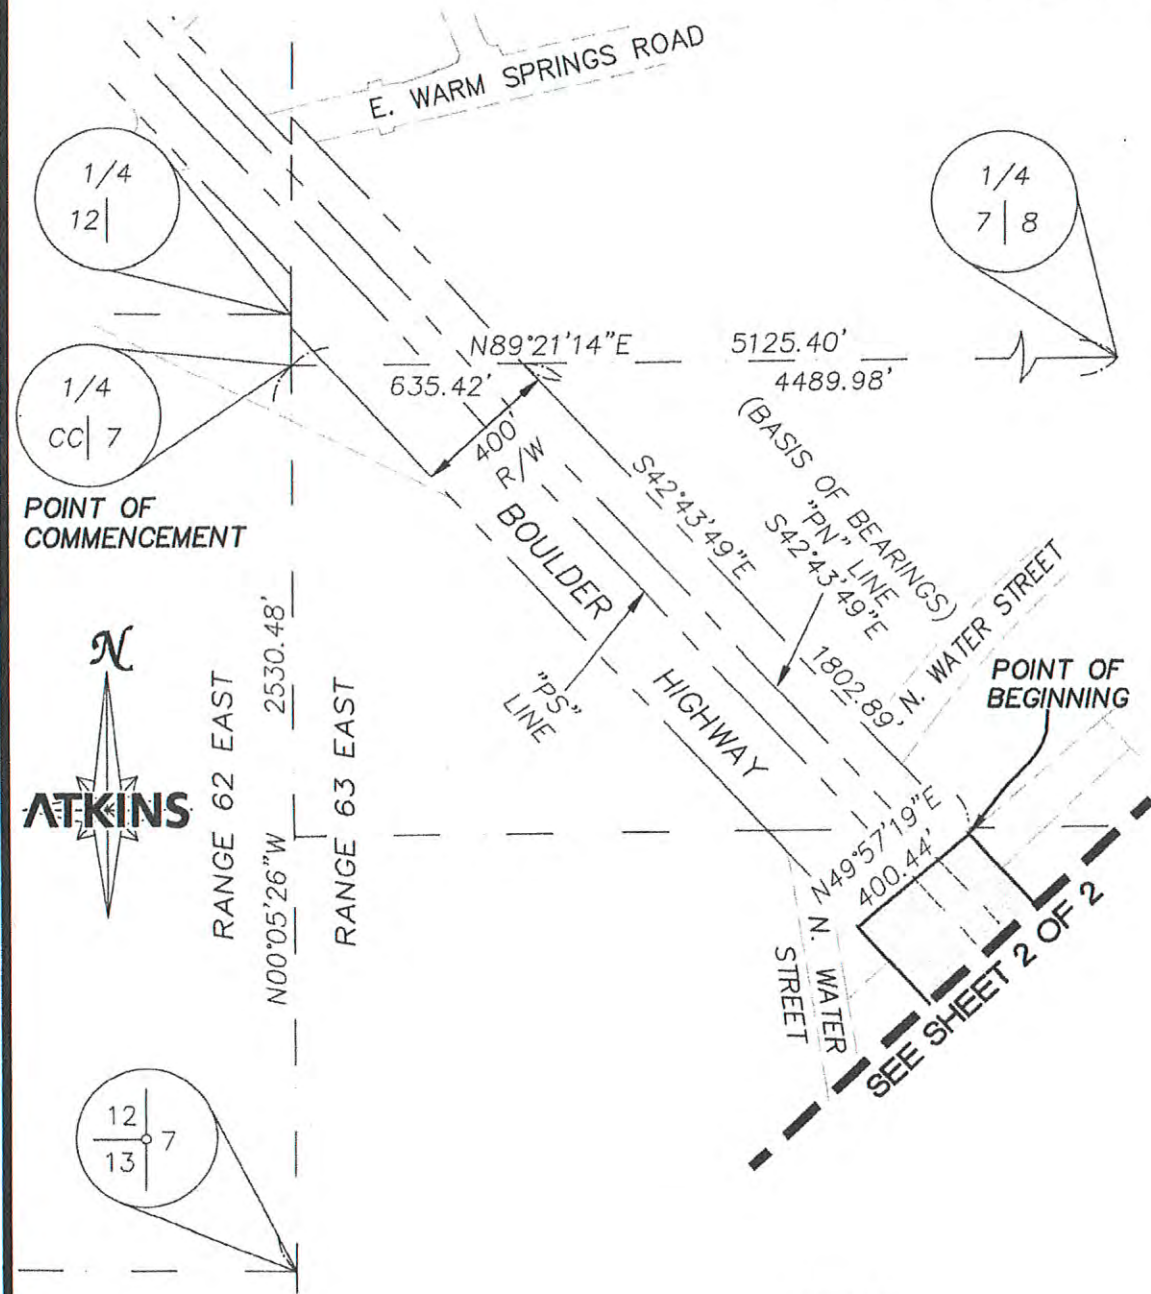 E. WARM SPRINGS ROAD
1/4
12
1/4
7 8
N89°21'14"E
5125.40'
635.42'
4489.98'
1/4
CC 7
POINT OF
COMMENCEMENT
400'
R/W
BOULDER
HIGHWAY
S42°43'49"E
(BASIS OF BEARINGS)
"PN" LINE
S42°43'49"E
1802.89'
N. WATER STREET
POINT OF
BEGINNING
"PS"
LINE
N
ATKINS
RANGE 62 EAST
N00°05'26"W
2530.48'
RANGE 63 EAST
N49°57'19"E
400.44'
N. WATER
STREET
SEE SHEET 2 OF 2
12
7
13